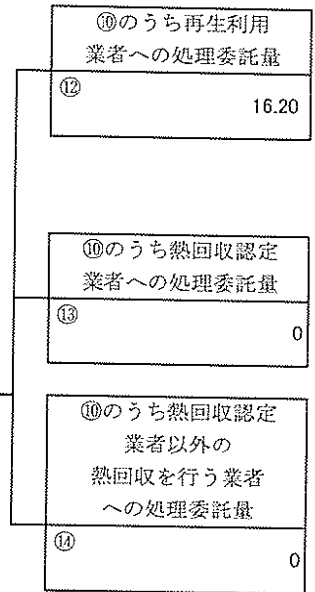 ⑩のうち再生利用
業者への処理委託量
⑫
16.20
⑩のうち熱回収認定
業者への処理委託量
⑬
0
⑩のうち熱回収認定
業者以外の
熱回収を行う業者
への処理委託量
⑭
0